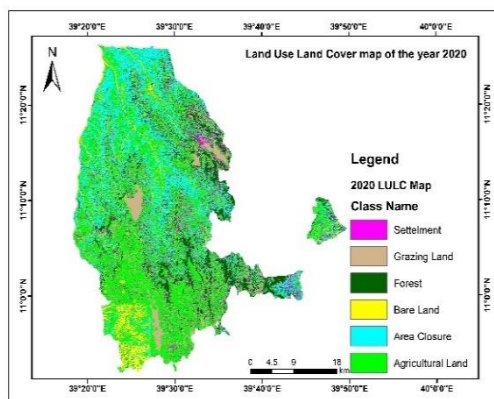 39°20'0"E 39°30'0"E 39°40'0"E 39°50'0"E 40°0'0"E
N
Land Use Land Cover map of the year 2020
11°20'0"N 11°20'0"N
11°10'0"N 11°10'0"N
11°0'0"N 11°0'0"N
Legend
2020 LULC Map
Class Name
Settelment
Grazing Land
Forest
Bare Land
Area Closure
Agricultural Land
0 4.5 9 18
km
39°20'0"E 39°30'0"E 39°40'0"E 39°50'0"E 40°0'0"E